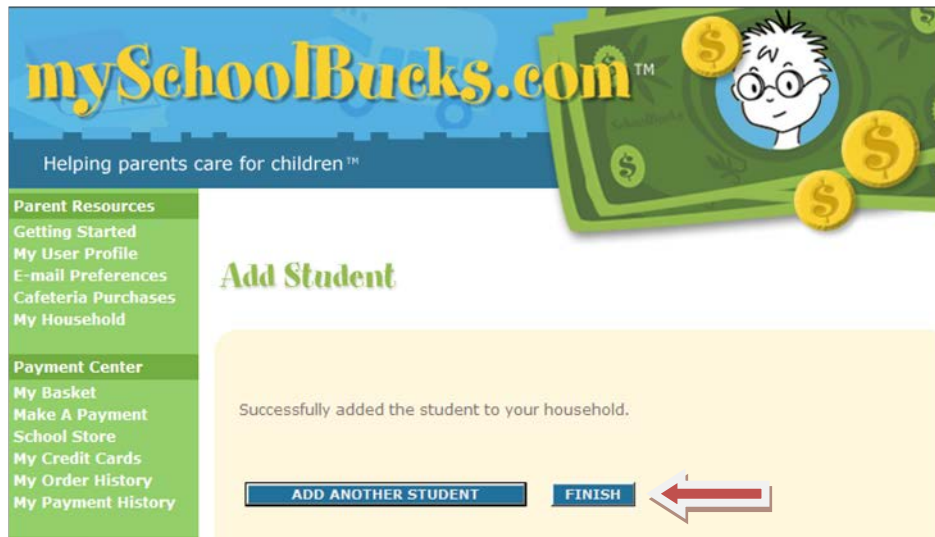 mySchoolBucks.com™
Helping parents care for children™
Parent Resources
Getting Started
My User Profile
E-mail Preferences
Cafeteria Purchases
My Household
Payment Center
My Basket
Make A Payment
School Store
My Credit Cards
My Order History
My Payment History
Add Student
Successfully added the student to your household.
ADD ANOTHER STUDENT FINISH
$
$
$
$